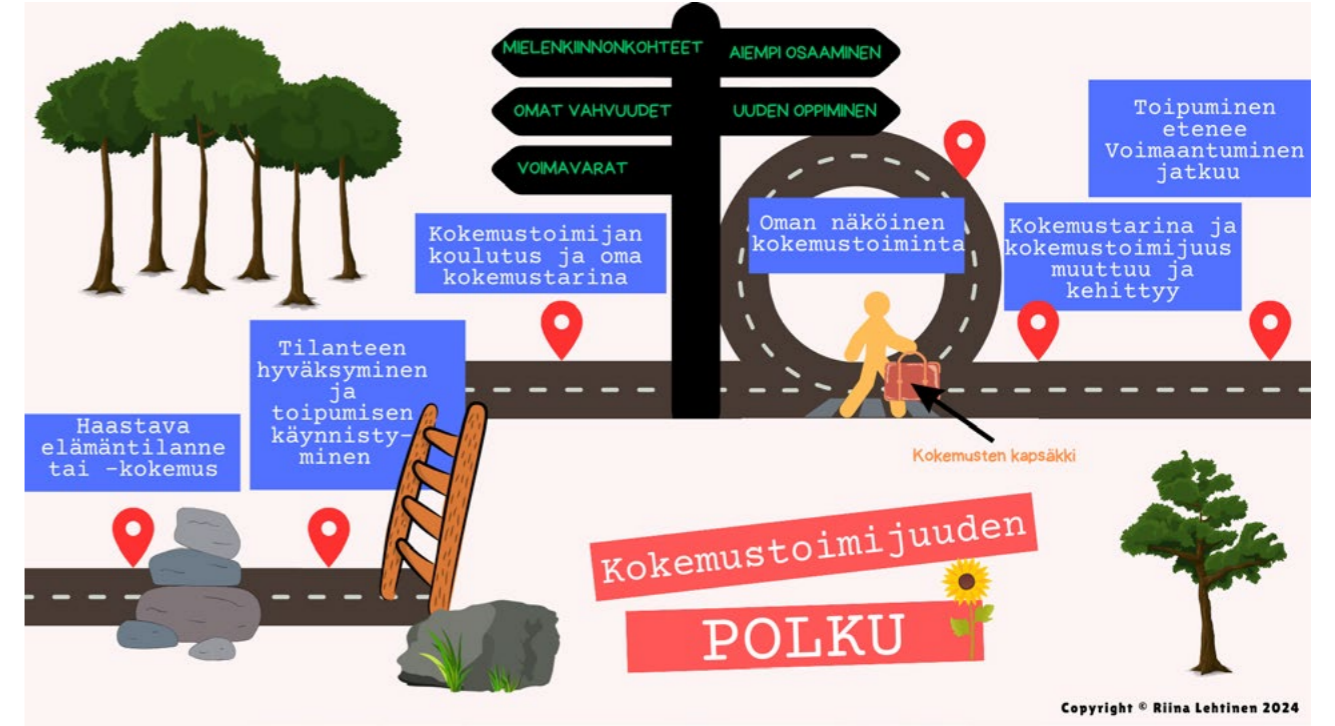 MIELENKIINNONKOHTEET
AIEMPI OSAAMINEN
OMAT VAHVUUDET
UUDEN OPPIMINEN
VOIMAVARAT
Toipuminen
etenee
Voimaantuminen
jatkuu
Kokemustoimijan
koulutus ja oma
kokemustarina
Oman näköinen
kokemustoiminta
Kokemustarina ja
kokemustoimijuus
muuttuu ja
kehittyy
Tilanteen
hyväksyminen
ja
toipumisen
käynnisty-
minen
Haastava
elämäntilanne
tai -kokemus
Kokemusten kapsäkki
Kokemustoimijuuden
POLKU
Copyright © Riina Lehtinen 2024